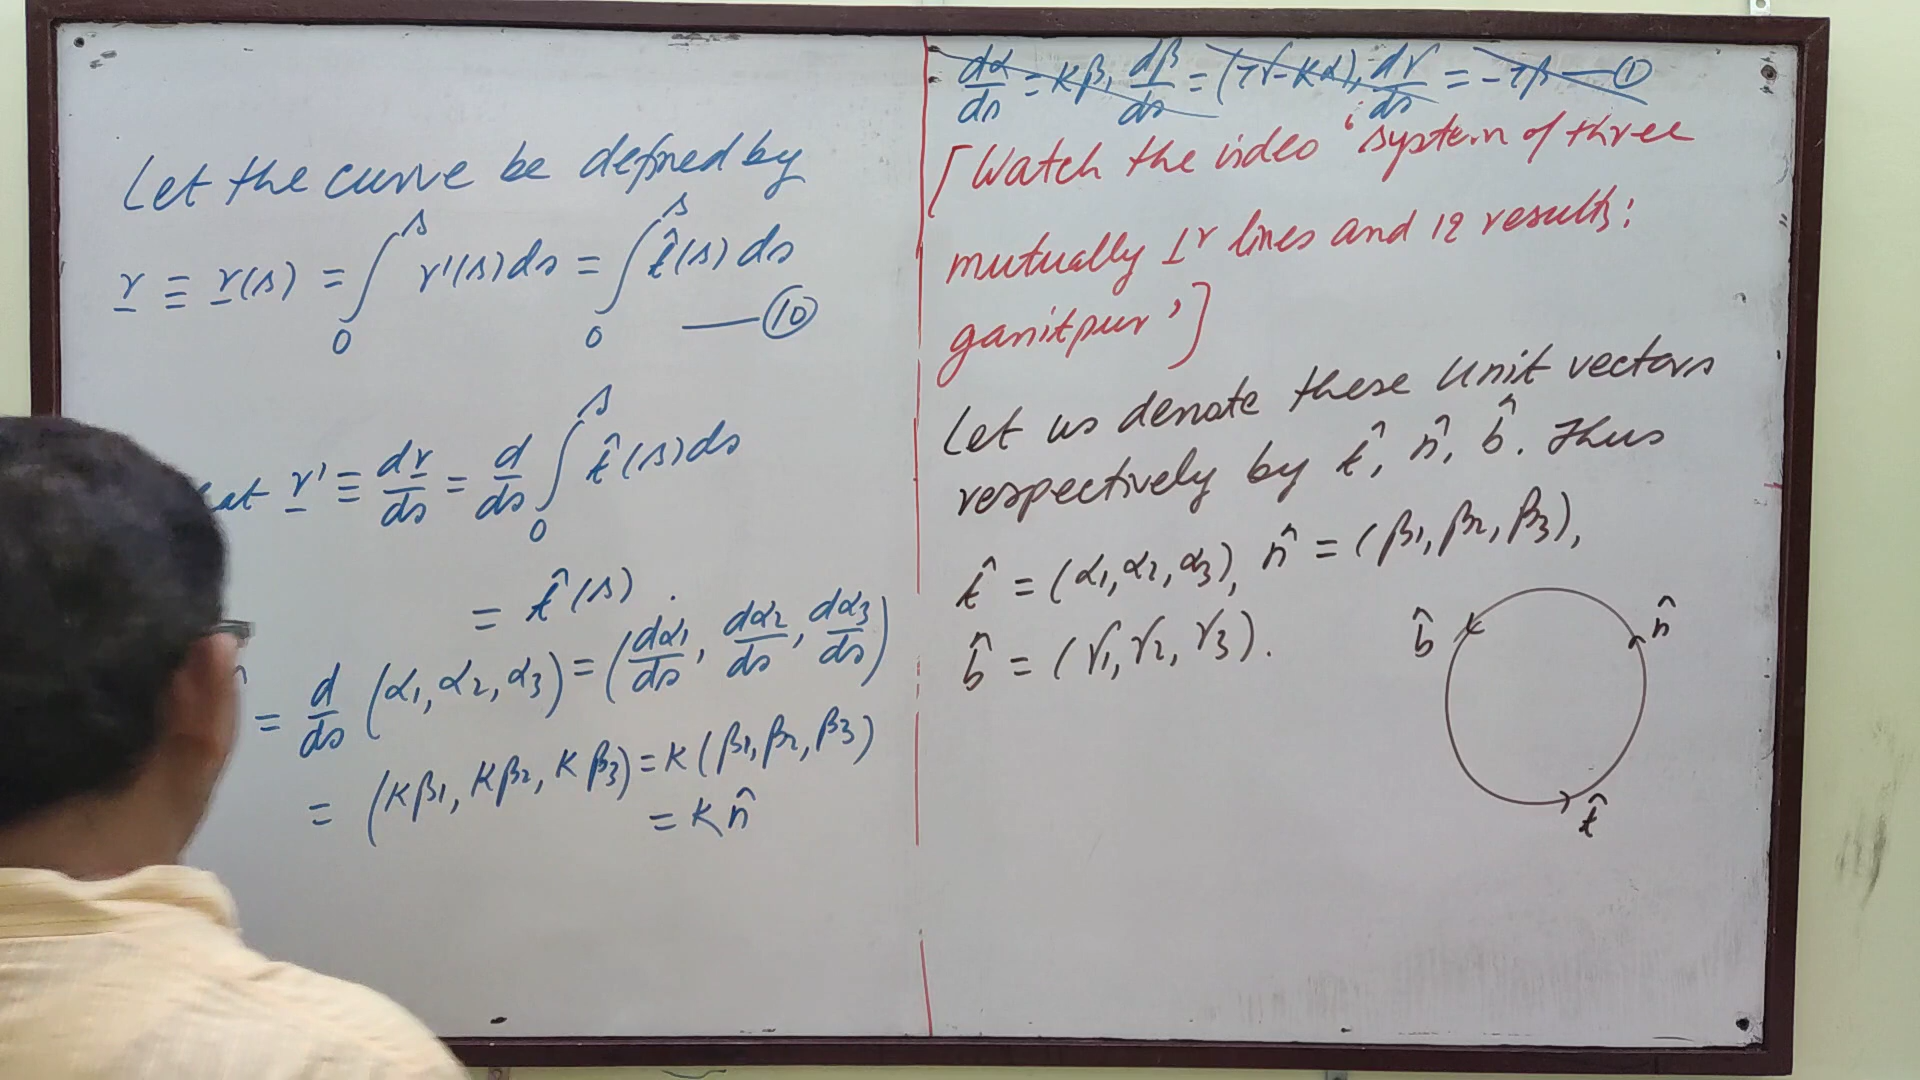 Let the curve be defined by
r ≡ r(s) = ∫₀ˢ r'(s) ds = ∫₀ˢ t̂(s) ds
—⑩
r' ≡ dr/ds = d/ds ∫₀ˢ t̂(s) ds
= t̂(s).
= d/ds (α1, α2, α3) = (dα1/ds, dα2/ds, dα3/ds)
= (κβ1, κβ2, κβ3) = κ(β1, β2, β3)
= κ n̂
dα/ds = κβ, dβ/ds = (τγ-κα), dγ/ds = -τβ —①
[Watch the video 'system of three
mutually ⊥r lines and 12 results:
ganitpur']
Let us denote these unit vectors
respectively by t̂, n̂, b̂. Thus
t̂ = (α1, α2, α3), n̂ = (β1, β2, β3),
b̂ = (γ1, γ2, γ3).
b̂
n̂
t̂